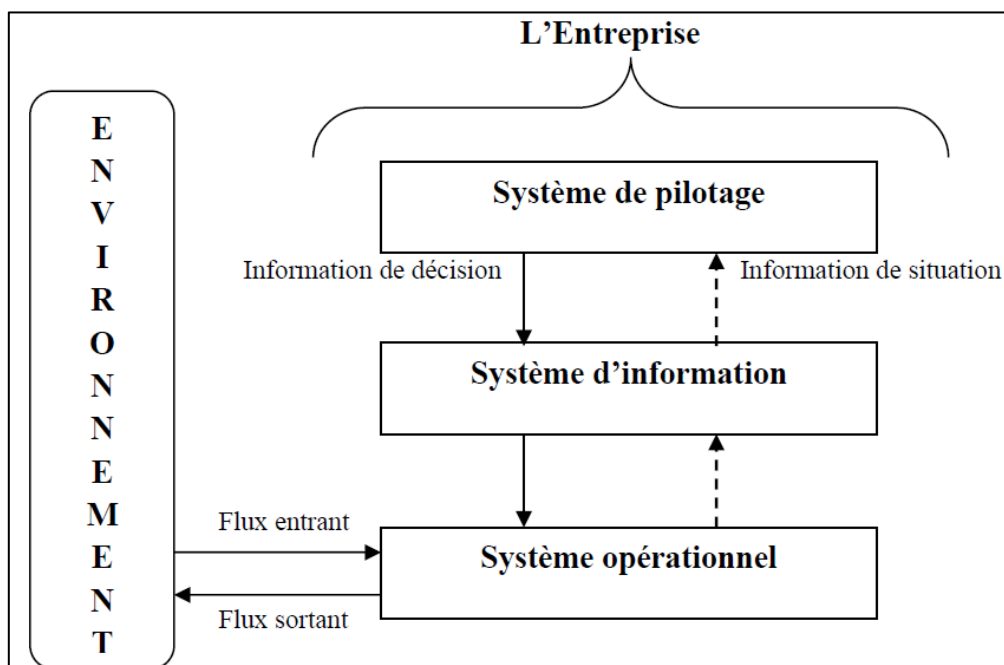 L'Entreprise
E
N
V
I
R
O
N
N
E
M
E
N
T
Système de pilotage
Information de décision
Information de situation
Système d'information
Flux entrant
Système opérationnel
Flux sortant